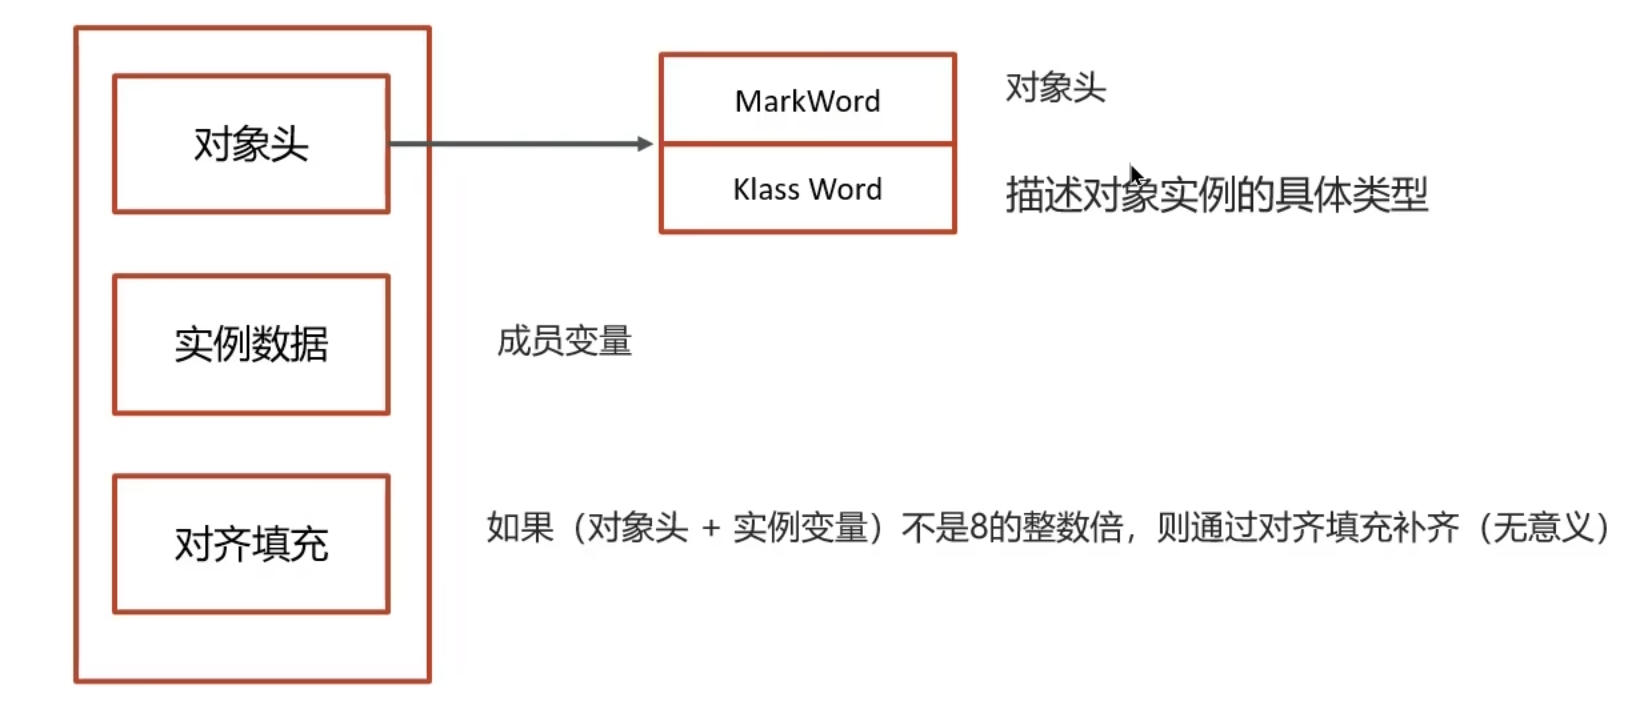 对象头
MarkWord
对象头
Klass Word
描述对象实例的具体类型
实例数据
成员变量
对齐填充
如果（对象头 + 实例变量）不是8的整数倍，则通过对齐填充补齐（无意义）